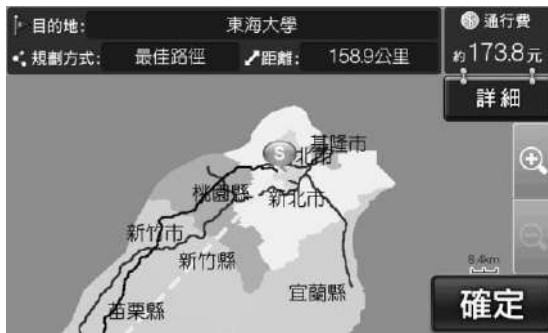 目的地: 東海大學
通行費
規劃方式: 最佳路徑 距離: 158.9公里
約173.8元
詳細
基隆市
S
北市
桃園縣
新北市
新竹市
新竹縣
8.4km
宜蘭縣
苗栗縣
確定